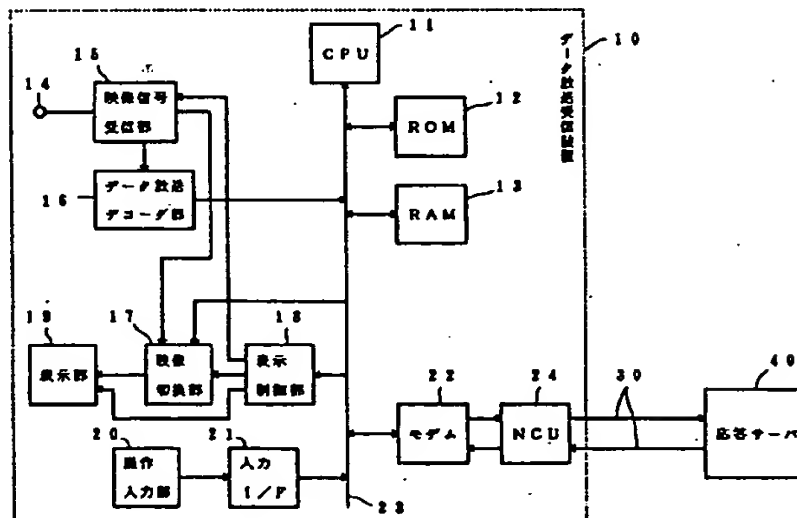 11
CPU
10
データ放送受信装置
15
14
映像信号
受信部
12
ROM
16
データ放送
デコーダ部
13
RAM
19
表示部
17
映像
切換部
18
表示
制御部
22
モデム
24
NCU
30
40
応答サーバ
20
操作
入力部
21
入力
I/F
23